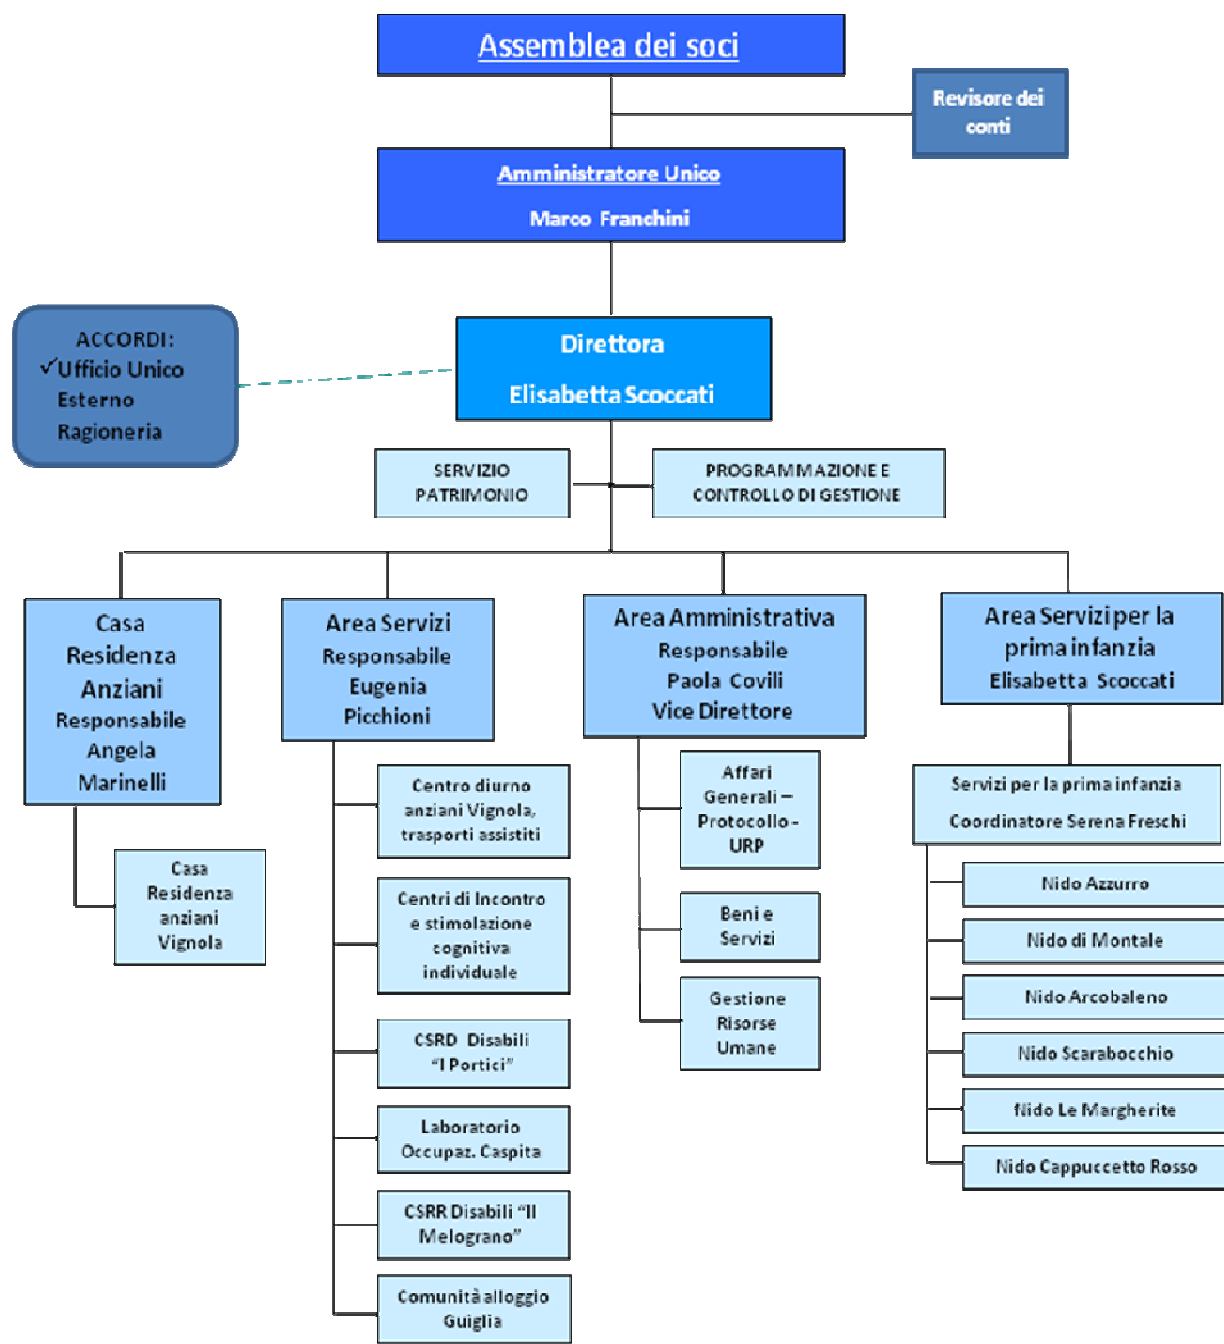 Assemblea dei soci
Revisore dei
conti
Amministratore Unico
Marco Franchini
ACCORDI:
✓Ufficio Unico
Esterno
Ragioneria
Direttora
Elisabetta Scoccati
SERVIZIO
PATRIMONIO
PROGRAMMAZIONE E
CONTROLLO DI GESTIONE
Casa
Residenza
Anziani
Responsabile
Angela
Marinelli
Casa
Residenza
anziani
Vignola
Area Servizi
Responsabile
Eugenia
Picchioni
Centro diurno
anziani Vignola,
trasporti assistiti
Centri di Incontro
e stimolazione
cognitiva
individuale
CSRD Disabili
"I Portici"
Laboratorio
Occupaz. Caspita
CSRR Disabili "Il
Melograno"
Comunità alloggio
Guiglia
Area Amministrativa
Responsabile
Paola Covili
Vice Direttore
Affari
Generali –
Protocollo -
URP
Beni e
Servizi
Gestione
Risorse
Umane
Area Servizi per la
prima infanzia
Elisabetta Scoccati
Servizi per la prima infanzia
Coordinatore Serena Freschi
Nido Azzurro
Nido di Montale
Nido Arcobaleno
Nido Scarabocchio
Nido Le Margherite
Nido Cappuccetto Rosso